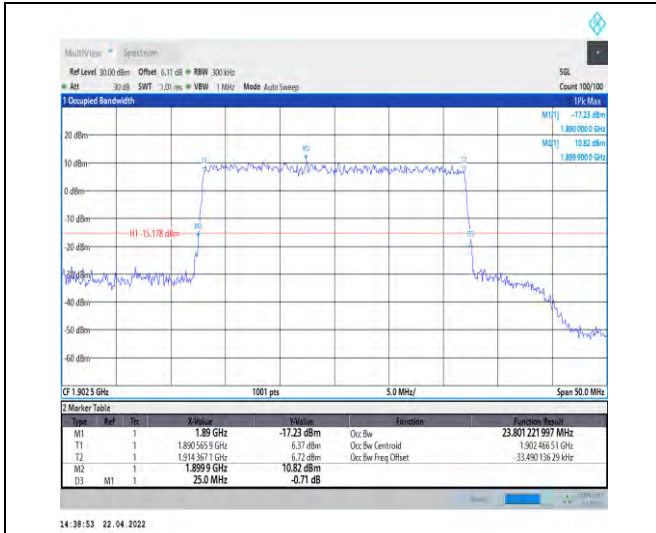 MultiView Spectrum
Ref Level 30.00 dBm Offset 6.11 dB RBW 300 kHz SGL
Att 30 dB SWT 1.01 ms VBW 1 MHz Mode Auto Sweep Count 100/100
1 Occupied Bandwidth 1Pk Max
M1[1] -17.23 dBm
1.890 000 0 GHz
M2[1] 10.82 dBm
1.899 900 0 GHz
20 dBm
M2
T1 T2
10 dBm
0 dBm
-10 dBm
M1
H1 -15.178 dBm D3
-20 dBm
-30 dBm
-40 dBm
-50 dBm
-60 dBm
CF 1.902 5 GHz 1001 pts 5.0 MHz/ Span 50.0 MHz
2 Marker Table
Type Ref Trc X-Value Y-Value Function Function Result
M1 1 1.89 GHz -17.23 dBm Occ Bw 23.801 221 997 MHz
T1 1 1.890 565 9 GHz 6.37 dBm Occ Bw Centroid 1.902 466 51 GHz
T2 1 1.914 367 1 GHz 6.72 dBm Occ Bw Freq Offset -33.490 136 29 kHz
M2 1 1.899 9 GHz 10.82 dBm
D3 M1 1 25.0 MHz -0.71 dB
14:38:53 22.04.2022